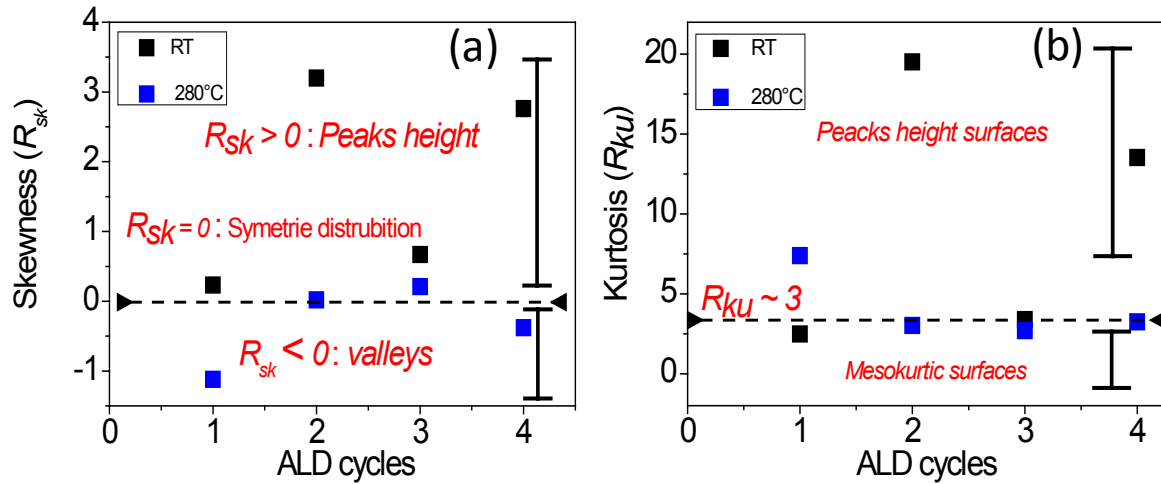 (a)
RT
280°C
Rsk > 0 : Peaks height
Rsk = 0 : Symetrie distrubition
Rsk < 0 : valleys
Skewness (Rsk)
4
3
2
1
0
-1
0 1 2 3 4
ALD cycles
(b)
RT
280°C
Peacks height surfaces
Rku ~ 3
Mesokurtic surfaces
Kurtosis (Rku)
20
15
10
5
0
0 1 2 3 4
ALD cycles